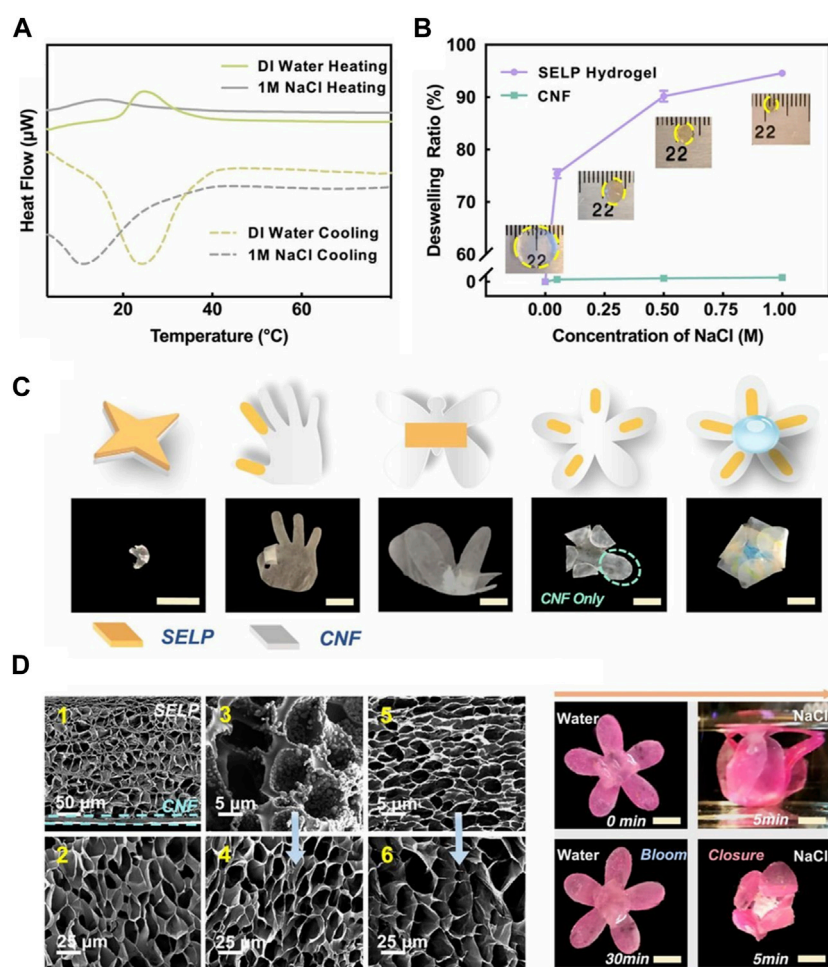 A
DI Water Heating
1M NaCl Heating
DI Water Cooling
1M NaCl Cooling
Heat Flow (µW)
20 40 60
Temperature (°C)
B
100
90
80
70
60
0
Deswelling Ratio (%)
SELP Hydrogel
CNF
22
22
22
22
0.00 0.25 0.50 0.75 1.00
Concentration of NaCl (M)
C
CNF Only
SELP CNF
D
1 SELP
50 µm CNF
3
5 µm
5
5 µm
2
25 µm
4
25 µm
6
25 µm
Water
0 min
NaCl
5min
Water Bloom
30min
Closure NaCl
5min